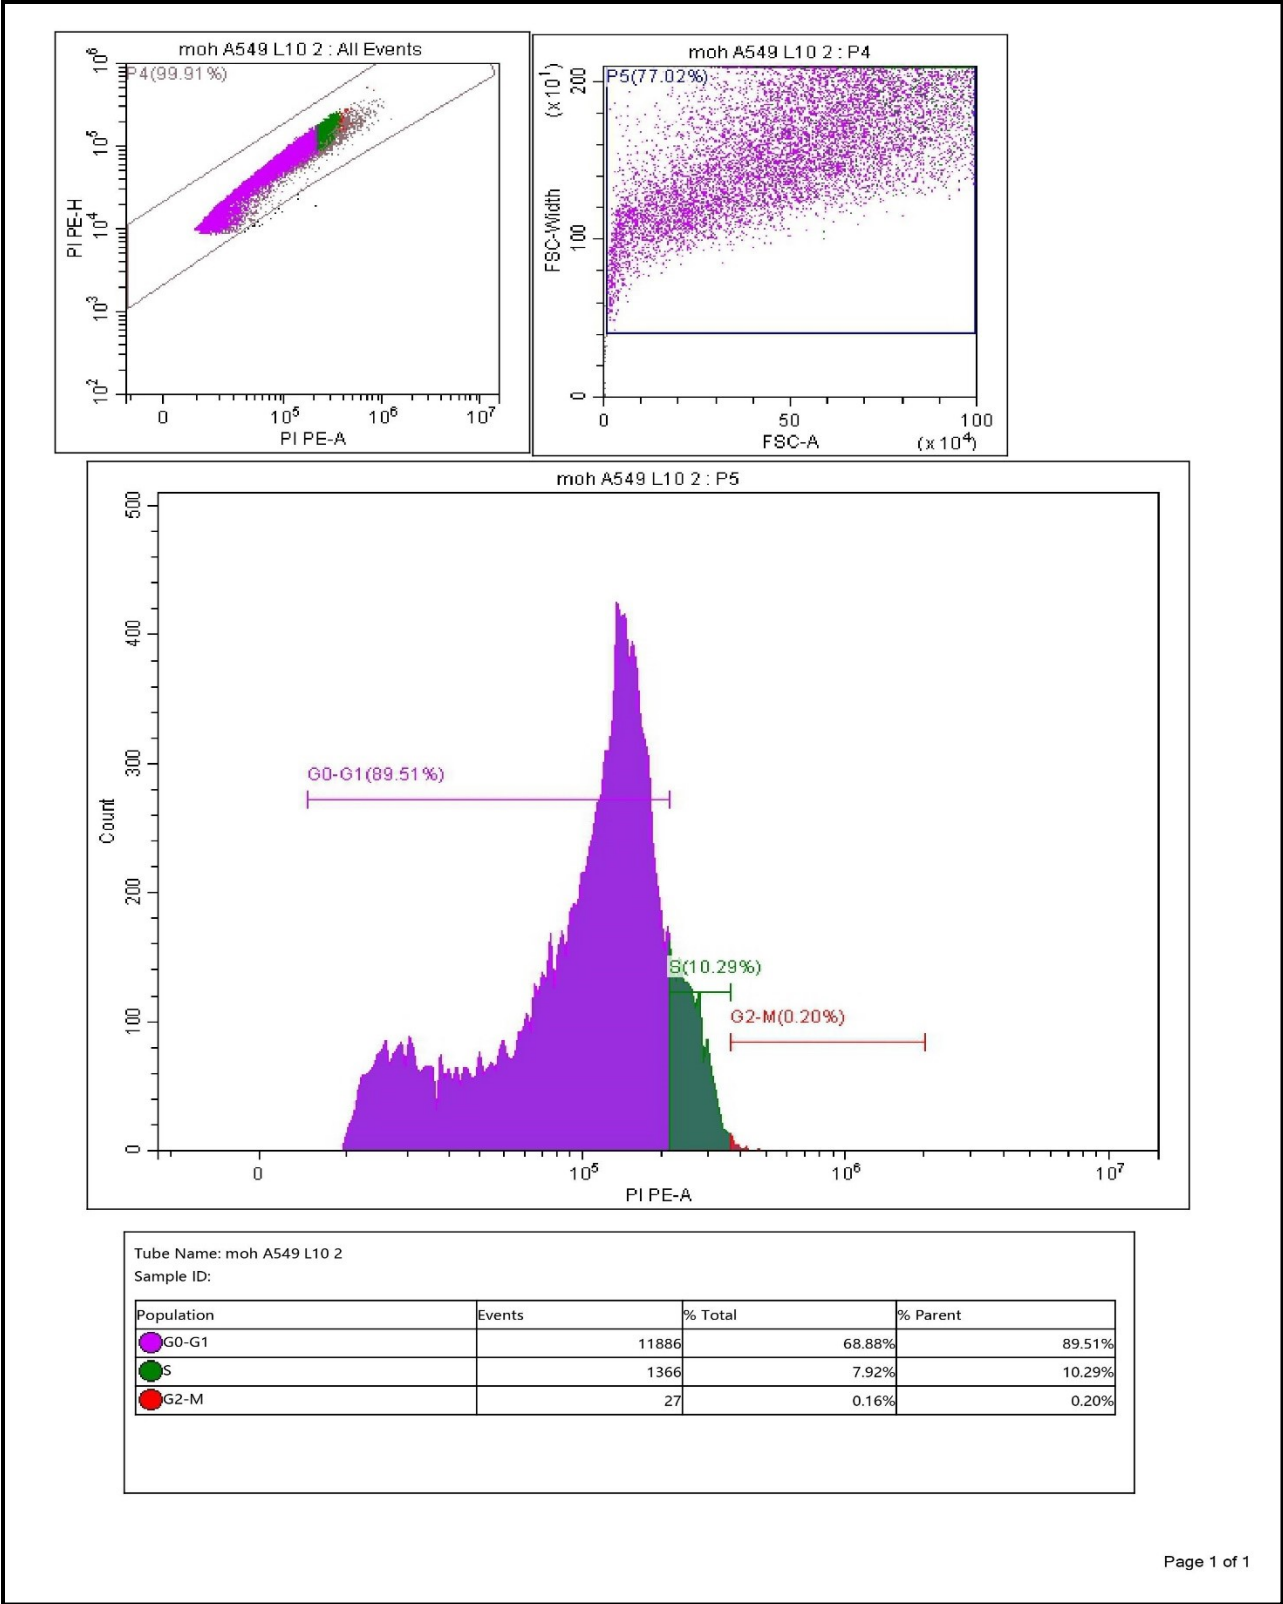 moh A549 L10 2 : All Events
P4(99.91%)
PI PE-H
10^6
10^5
10^4
10^3
10^2
0 10^5 10^6 10^7
PI PE-A
moh A549 L10 2 : P4
P5(77.02%)
(x 10^1)
FSC-Width
200
100
0
0 50 100
FSC-A (x 10^4)
moh A549 L10 2 : P5
Count
500
400
300
200
100
0
G0-G1(89.51%)
S(10.29%)
G2-M(0.20%)
0 10^5 10^6 10^7
PI PE-A
Tube Name: moh A549 L10 2
Sample ID:
Population Events % Total % Parent
G0-G1 11886 68.88% 89.51%
S 1366 7.92% 10.29%
G2-M 27 0.16% 0.20%
Page 1 of 1